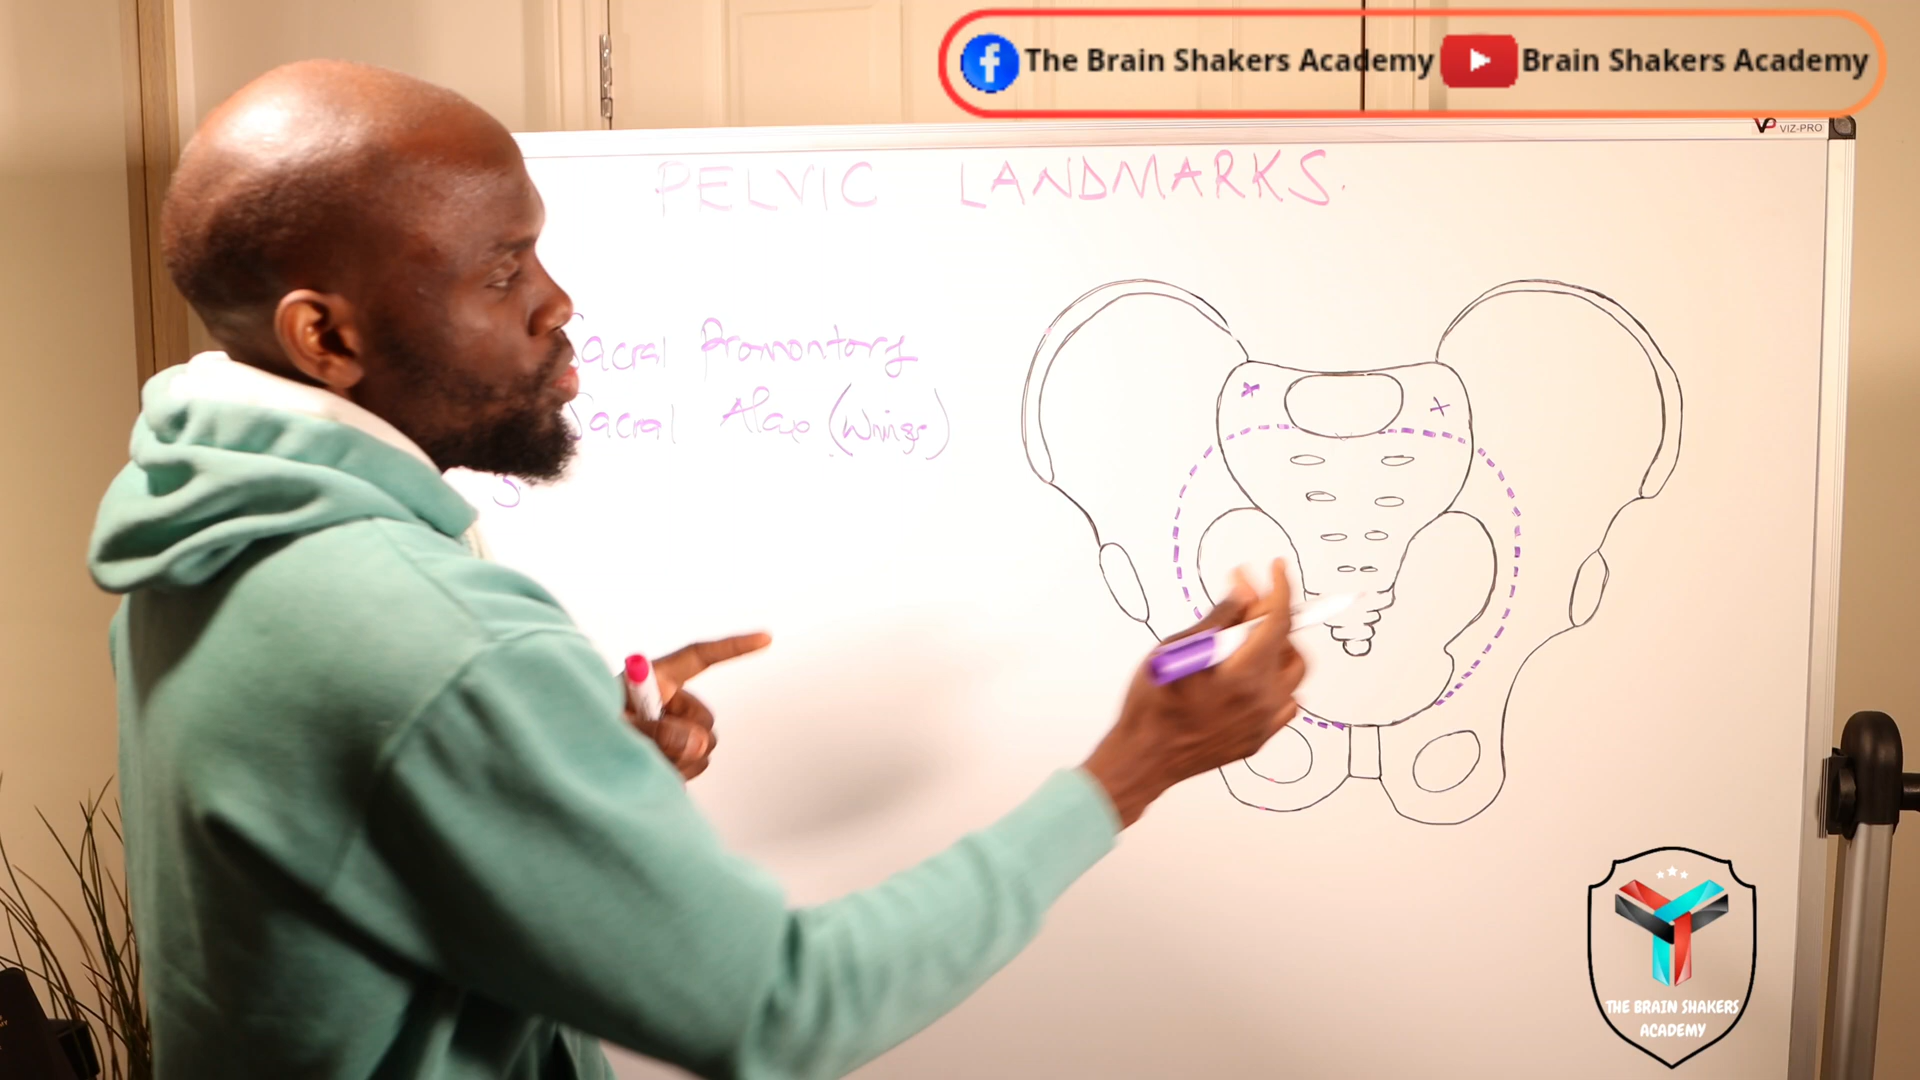 The Brain Shakers Academy Brain Shakers Academy
VIZ-PRO
PELVIC LANDMARKS.
Sacral Promontory
Sacral Alae (Wings)
THE BRAIN SHAKERS
ACADEMY